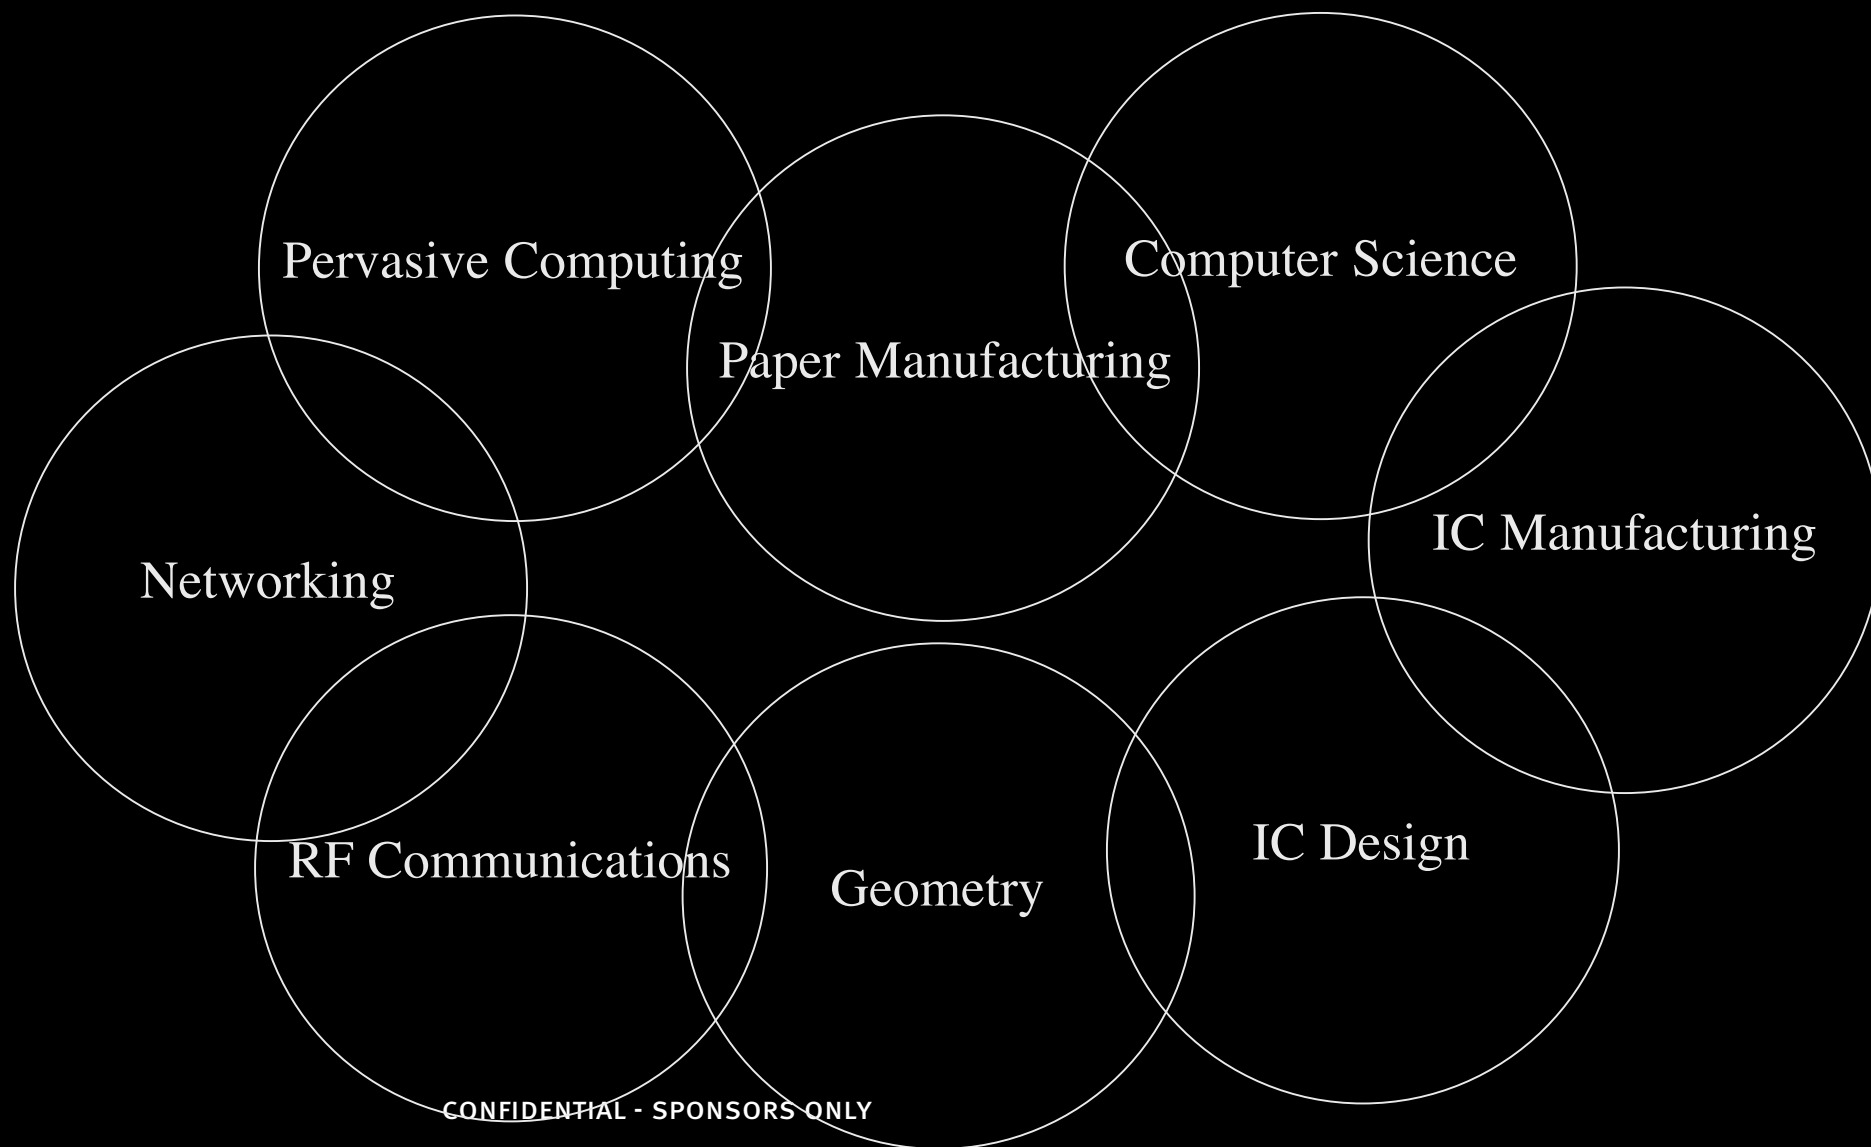 Pervasive Computing
Computer Science
Paper Manufacturing
IC Manufacturing
Networking
IC Design
RF Communications
Geometry
CONFIDENTIAL - SPONSORS ONLY